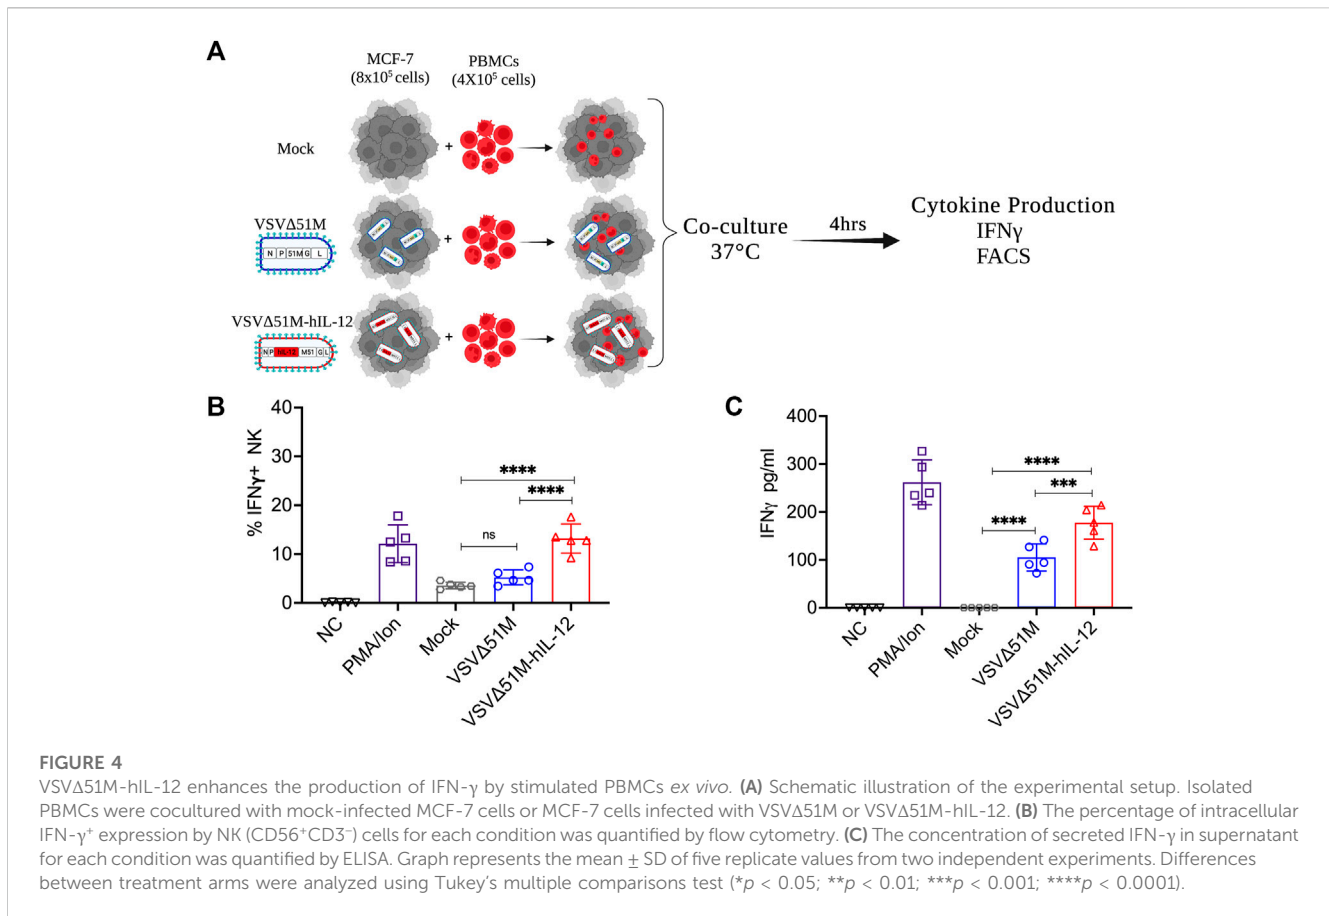 A
MCF-7
(8x10⁵ cells)
PBMCs
(4X10⁵ cells)
Mock
+
VSVΔ51M
N P 51M G L
+
VSVΔ51M-hIL-12
N P hIL-12 M51 G L
+
Co-culture
37°C
4hrs
Cytokine Production
IFNγ
FACS
B
% IFNγ+ NK
40
30
20
10
0
****
****
ns
NC
PMA/Ion
Mock
VSVΔ51M
VSVΔ51M-hIL-12
C
IFNγ pg/ml
400
300
200
100
0
****
***
****
NC
PMA/Ion
Mock
VSVΔ51M
VSVΔ51M-hIL-12
FIGURE 4
VSVΔ51M-hIL-12 enhances the production of IFN-γ by stimulated PBMCs ex vivo. (A) Schematic illustration of the experimental setup. Isolated
PBMCs were cocultured with mock-infected MCF-7 cells or MCF-7 cells infected with VSVΔ51M or VSVΔ51M-hIL-12. (B) The percentage of intracellular
IFN-γ⁺ expression by NK (CD56⁺CD3⁻) cells for each condition was quantified by flow cytometry. (C) The concentration of secreted IFN-γ in supernatant
for each condition was quantified by ELISA. Graph represents the mean ± SD of five replicate values from two independent experiments. Differences
between treatment arms were analyzed using Tukey's multiple comparisons test (*p < 0.05; **p < 0.01; ***p < 0.001; ****p < 0.0001).